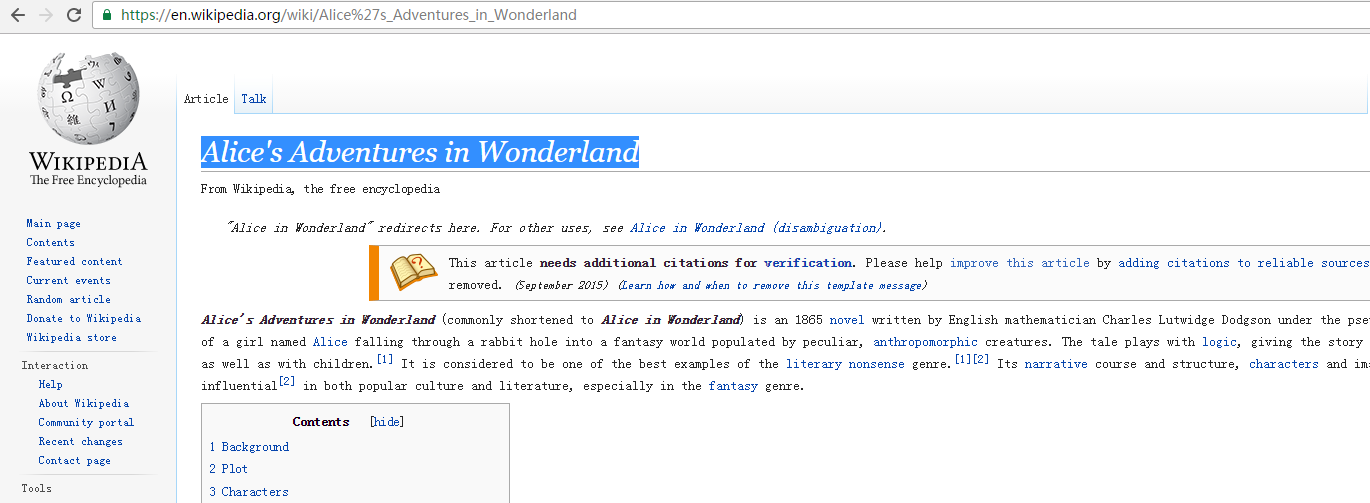 https://en.wikipedia.org/wiki/Alice%27s_Adventures_in_Wonderland
WIKIPEDIA
The Free Encyclopedia
Main page
Contents
Featured content
Current events
Random article
Donate to Wikipedia
Wikipedia store
Interaction
Help
About Wikipedia
Community portal
Recent changes
Contact page
Tools
Article Talk
Alice's Adventures in Wonderland
From Wikipedia, the free encyclopedia
"Alice in Wonderland" redirects here. For other uses, see Alice in Wonderland (disambiguation).
This article needs additional citations for verification. Please help improve this article by adding citations to reliable sources
removed. (September 2015) (Learn how and when to remove this template message)
Alice's Adventures in Wonderland (commonly shortened to Alice in Wonderland) is an 1865 novel written by English mathematician Charles Lutwidge Dodgson under the
of a girl named Alice falling through a rabbit hole into a fantasy world populated by peculiar, anthropomorphic creatures. The tale plays with logic, giving the story
as well as with children.[1] It is considered to be one of the best examples of the literary nonsense genre.[1][2] Its narrative course and structure, characters and
influential[2] in both popular culture and literature, especially in the fantasy genre.
Contents [hide]
1 Background
2 Plot
3 Characters